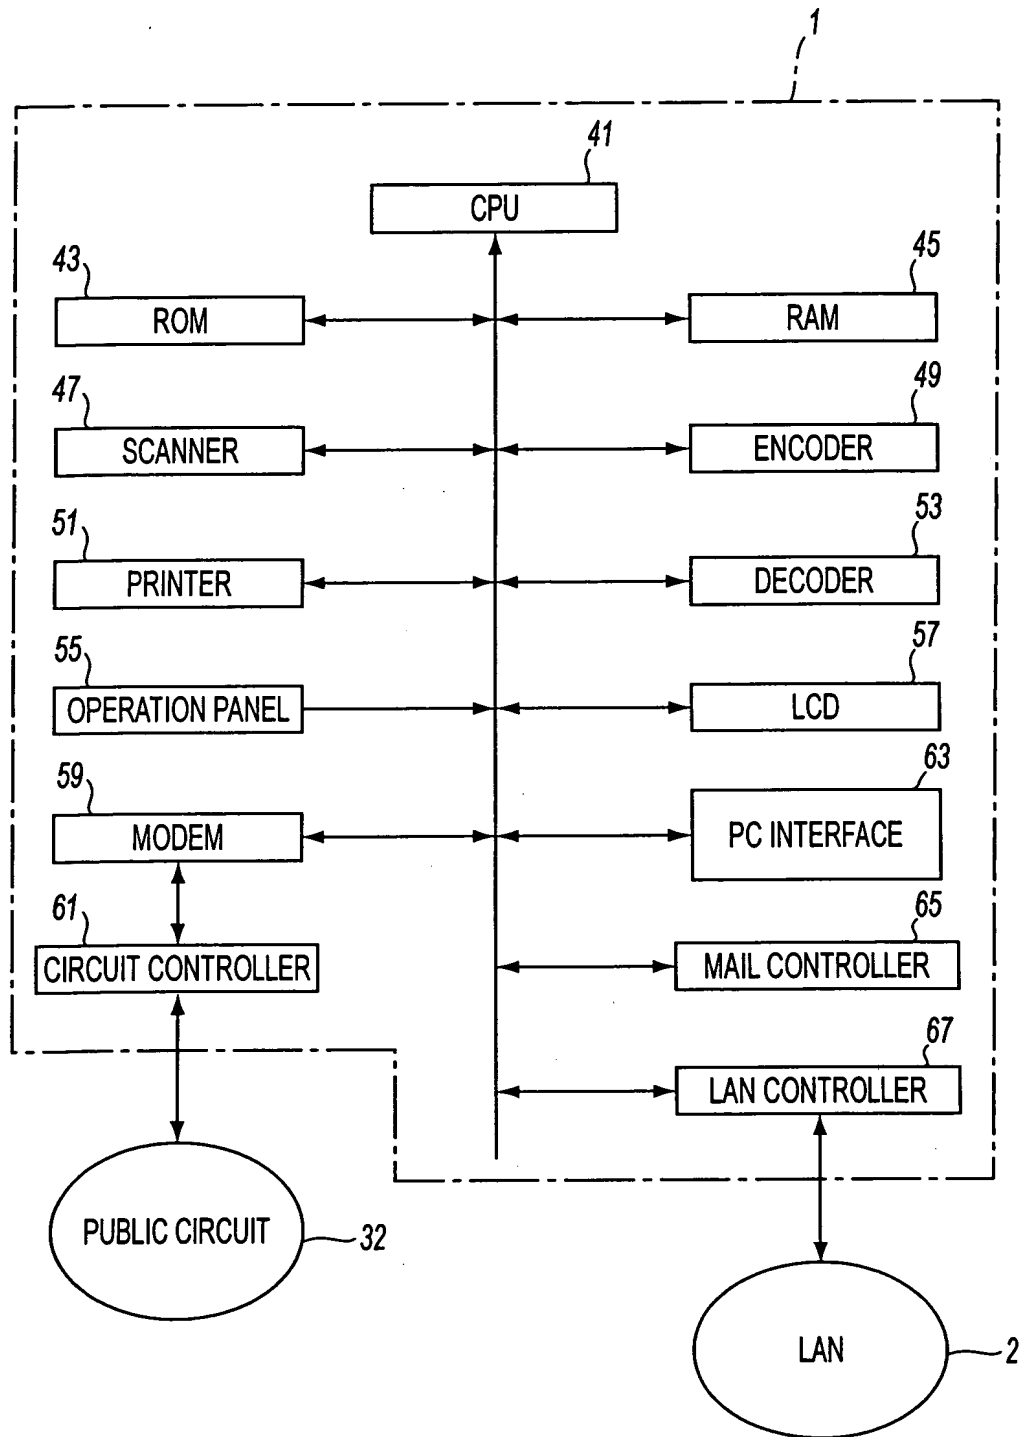 1
41
CPU
43
ROM
45
RAM
47
SCANNER
49
ENCODER
51
PRINTER
53
DECODER
55
OPERATION PANEL
57
LCD
59
MODEM
63
PC INTERFACE
61
CIRCUIT CONTROLLER
65
MAIL CONTROLLER
67
LAN CONTROLLER
PUBLIC CIRCUIT
32
LAN
2